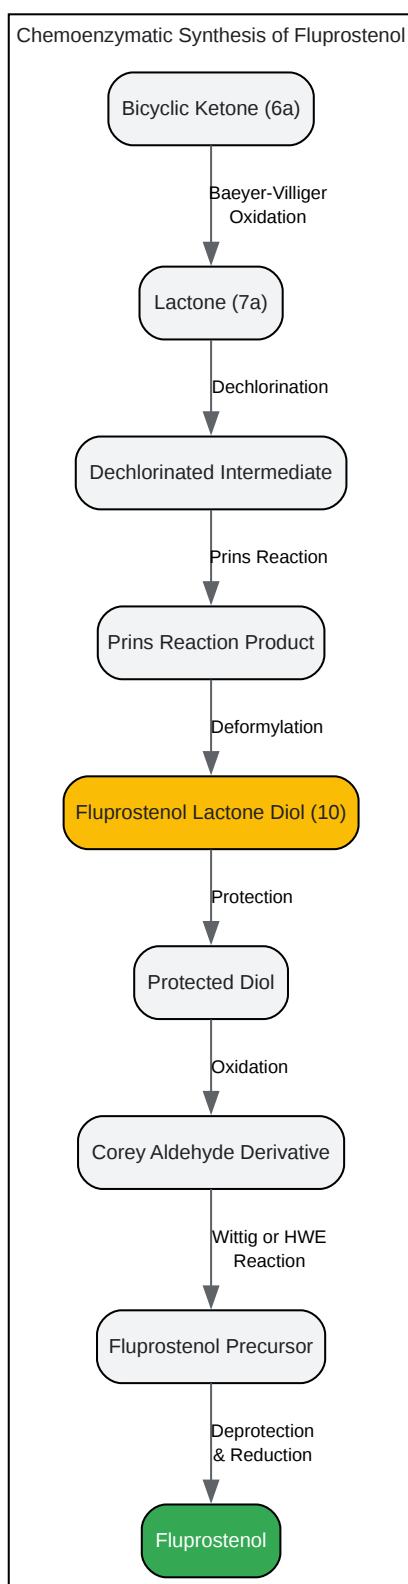 Chemoenzymatic Synthesis of Fluprostenol
Bicyclic Ketone (6a)
Baeyer-Villiger
Oxidation
Lactone (7a)
Dechlorination
Dechlorinated Intermediate
Prins Reaction
Prins Reaction Product
Deformylation
Fluprostenol Lactone Diol (10)
Protection
Protected Diol
Oxidation
Corey Aldehyde Derivative
Wittig or HWE
Reaction
Fluprostenol Precursor
Deprotection
& Reduction
Fluprostenol